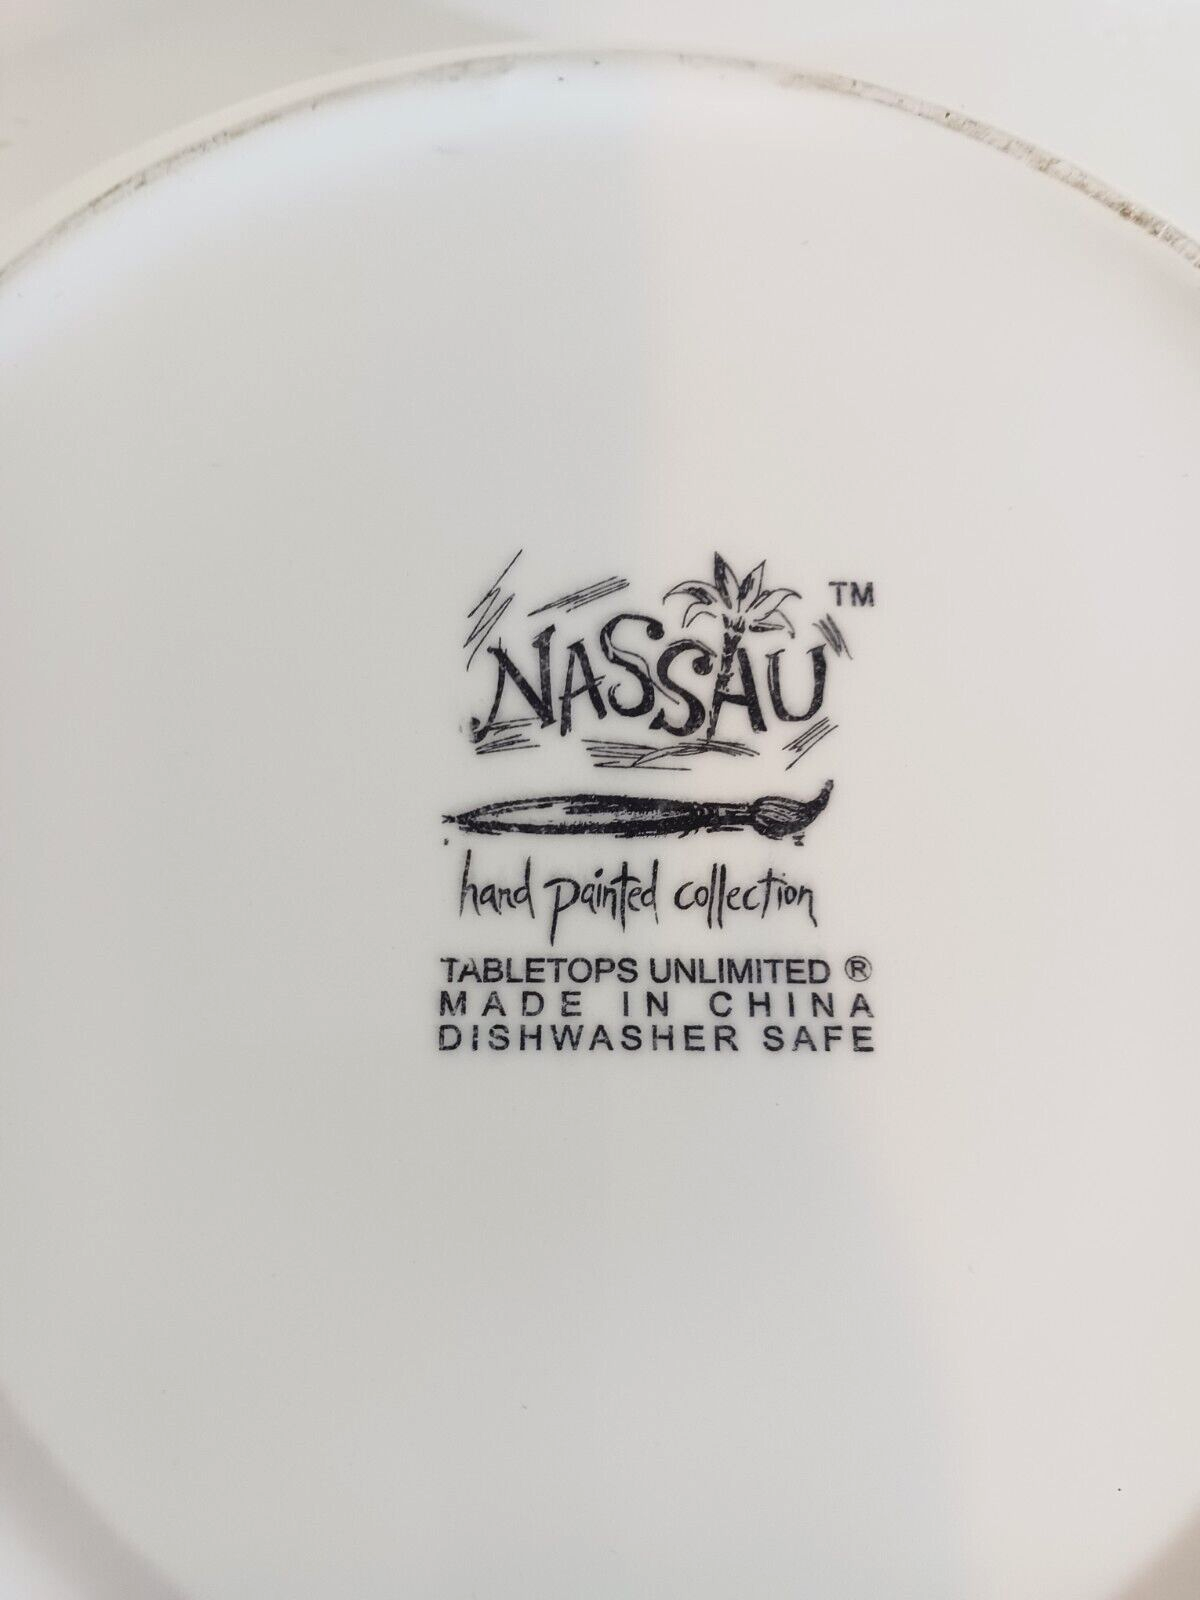 NASSAU TM
hand painted collection
TABLETOPS UNLIMITED ®
MADE IN CHINA
DISHWASHER SAFE